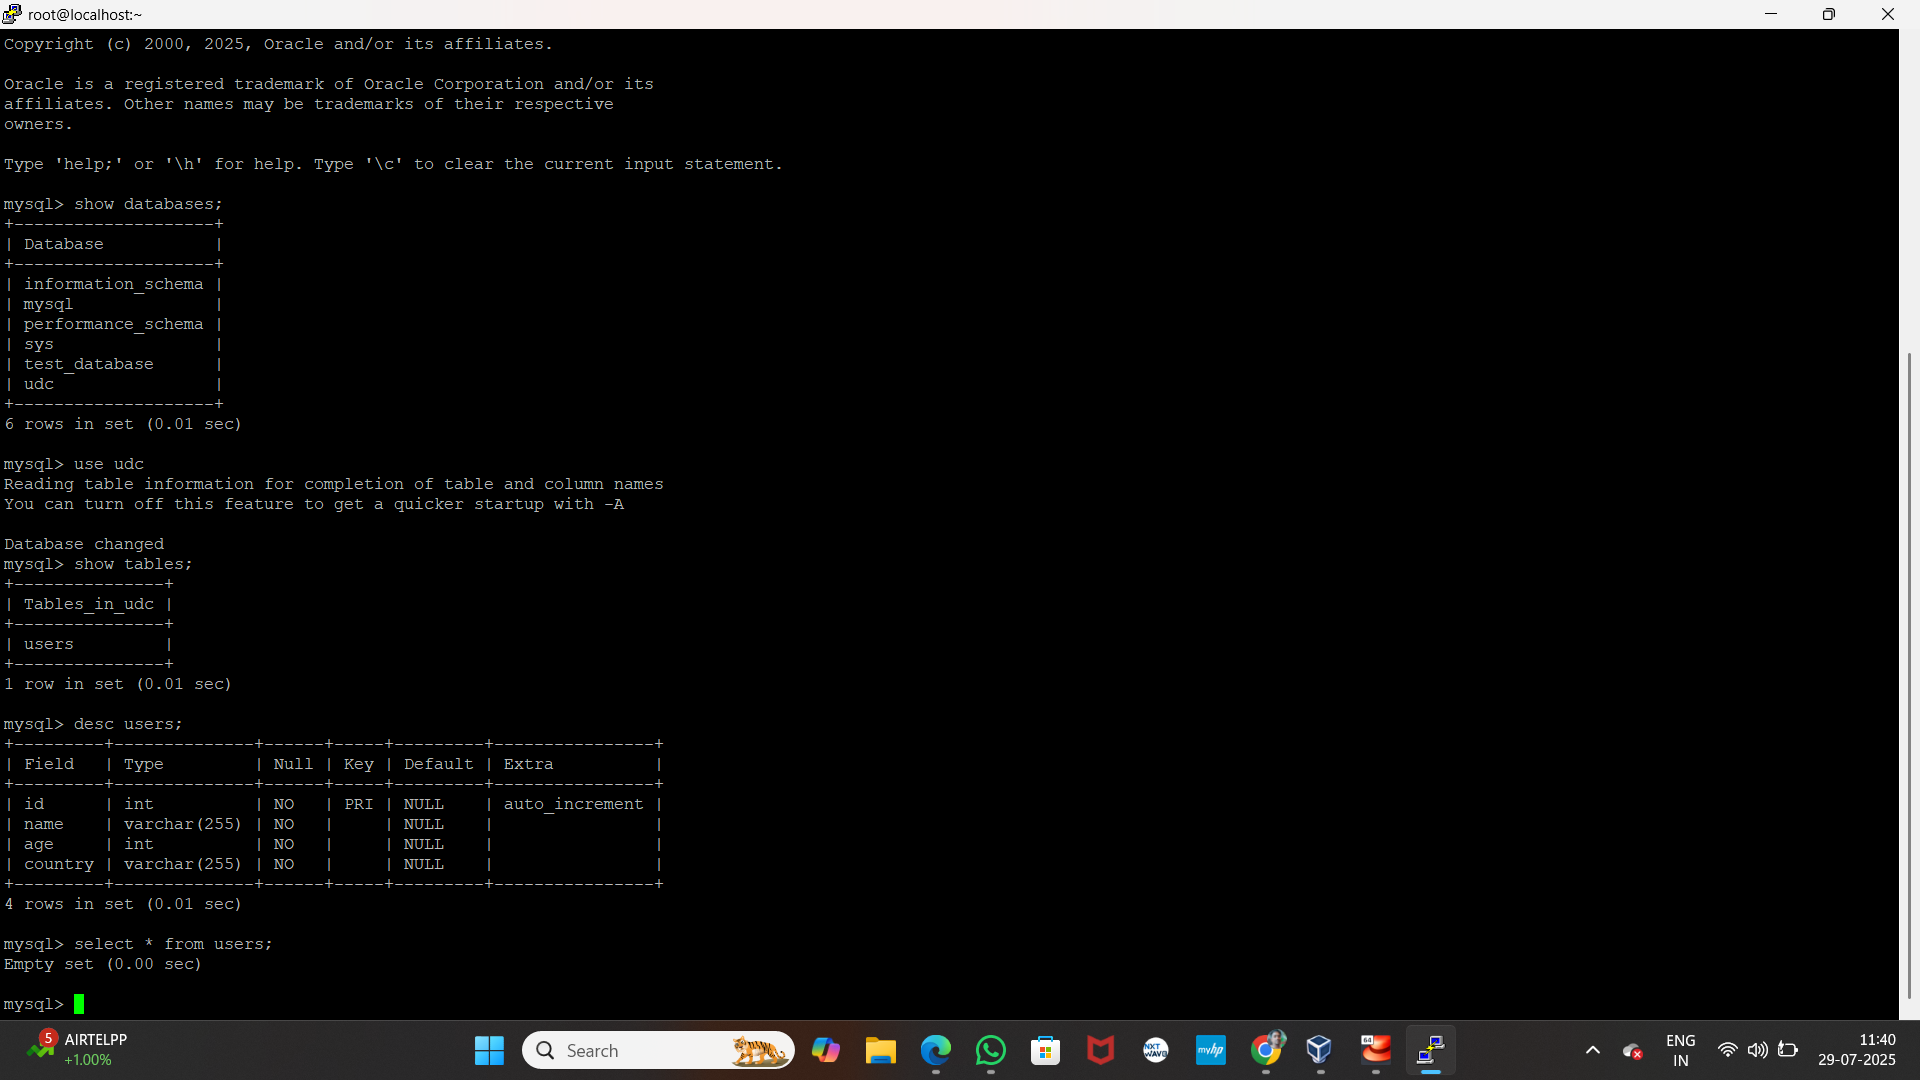 root@localhost:~
Copyright (c) 2000, 2025, Oracle and/or its affiliates.
Oracle is a registered trademark of Oracle Corporation and/or its
affiliates. Other names may be trademarks of their respective
owners.
Type 'help;' or '\h' for help. Type '\c' to clear the current input statement.
mysql> show databases;
+--------------------+
| Database           |
+--------------------+
| information_schema |
| mysql              |
| performance_schema |
| sys                |
| test_database      |
| udc                |
+--------------------+
6 rows in set (0.01 sec)
mysql> use udc
Reading table information for completion of table and column names
You can turn off this feature to get a quicker startup with -A
Database changed
mysql> show tables;
+---------------+
| Tables_in_udc |
+---------------+
| users         |
+---------------+
1 row in set (0.01 sec)
mysql> desc users;
+---------+--------------+------+-----+---------+----------------+
| Field   | Type         | Null | Key | Default | Extra          |
+---------+--------------+------+-----+---------+----------------+
| id      | int          | NO   | PRI | NULL    | auto_increment |
| name    | varchar(255) | NO   |     | NULL    |                |
| age     | int          | NO   |     | NULL    |                |
| country | varchar(255) | NO   |     | NULL    |                |
+---------+--------------+------+-----+---------+----------------+
4 rows in set (0.01 sec)
mysql> select * from users;
Empty set (0.00 sec)
mysql>
5
AIRTELPP
+1.00%
Search
NXT
WAVE
myhp
64
ENG
IN
11:40
29-07-2025